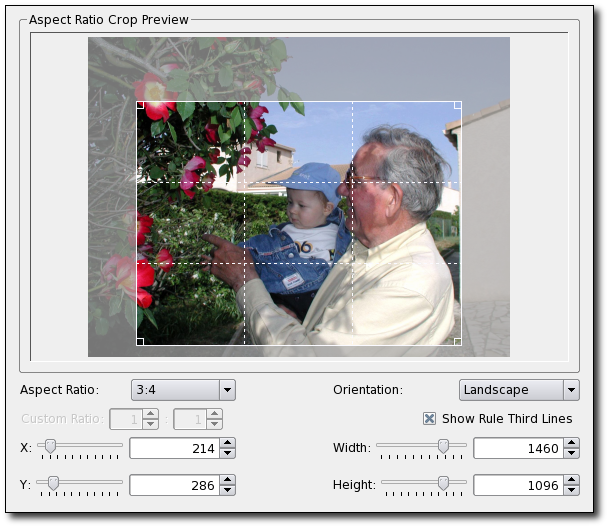 Aspect Ratio Crop Preview
06
Aspect Ratio: 3:4 Orientation: Landscape
Custom Ratio: 1 : 1 Show Rule Third Lines
X: 214 Width: 1460
Y: 286 Height: 1096